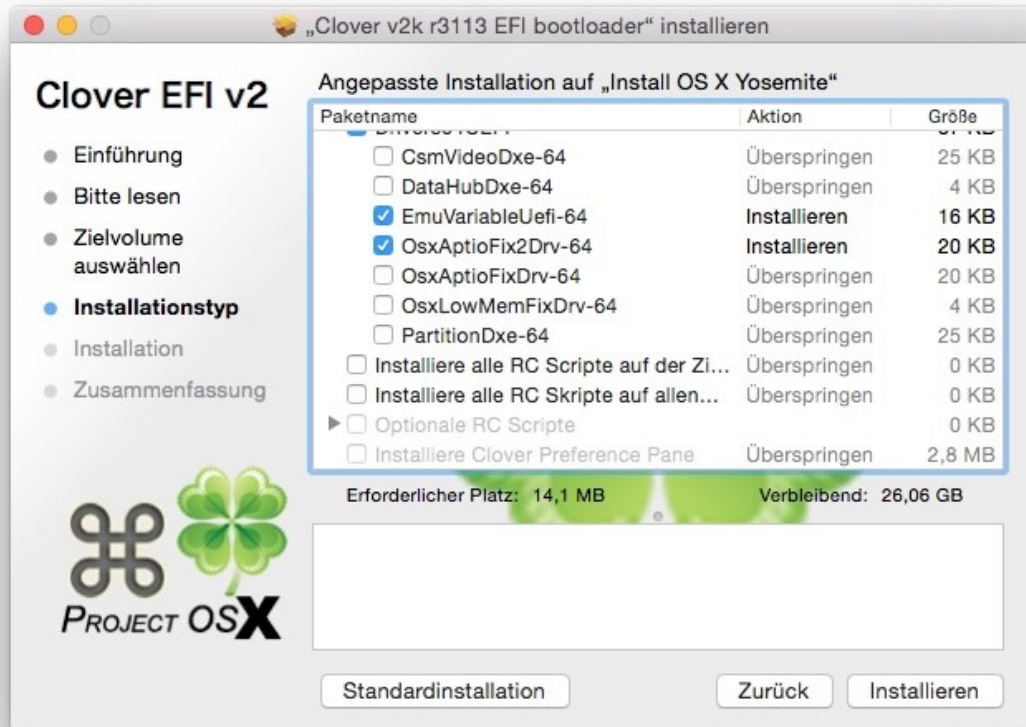 „Clover v2k r3113 EFI bootloader“ installieren
Clover EFI v2
Einführung
Bitte lesen
Zielvolume
auswählen
Installationstyp
Installation
Zusammenfassung
PROJECT OSX
Angepasste Installation auf „Install OS X Yosemite“
Paketname Aktion Größe
CsmVideoDxe-64 Überspringen 25 KB
DataHubDxe-64 Überspringen 4 KB
EmuVariableUefi-64 Installieren 16 KB
OsxAptioFix2Drv-64 Installieren 20 KB
OsxAptioFixDrv-64 Überspringen 20 KB
OsxLowMemFixDrv-64 Überspringen 4 KB
PartitionDxe-64 Überspringen 25 KB
Installiere alle RC Scripte auf der Zi... Überspringen 0 KB
Installiere alle RC Skripte auf allen... Überspringen 0 KB
Optionale RC Scripte 0 KB
Installiere Clover Preference Pane Überspringen 2,8 MB
Erforderlicher Platz: 14,1 MB Verbleibend: 26,06 GB
Standardinstallation Zurück Installieren